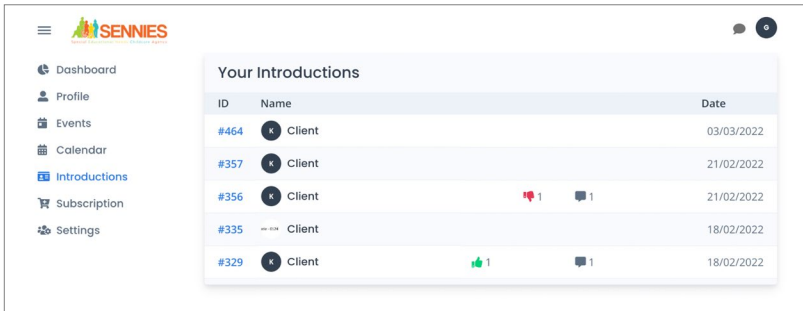 SENNIES
G
Dashboard
Profile
Events
Calendar
Introductions
Subscription
Settings
Your Introductions
ID Name Date
#464 K Client 03/03/2022
#357 K Client 21/02/2022
#356 K Client 1 1 21/02/2022
#335 Client 18/02/2022
#329 K Client 1 1 18/02/2022